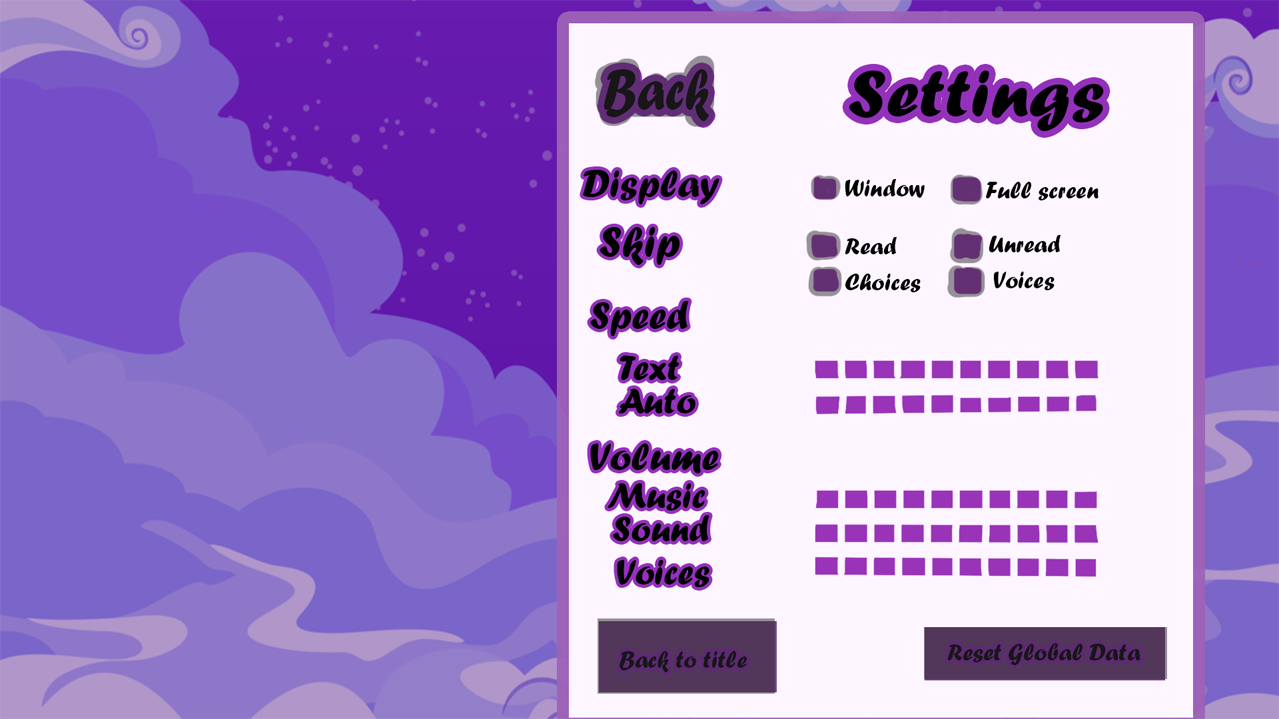 Back
Settings
Display
Window
Full screen
Skip
Read
Unread
Choices
Voices
Speed
Text
Auto
Volume
Music
Sound
Voices
Back to title
Reset Global Data